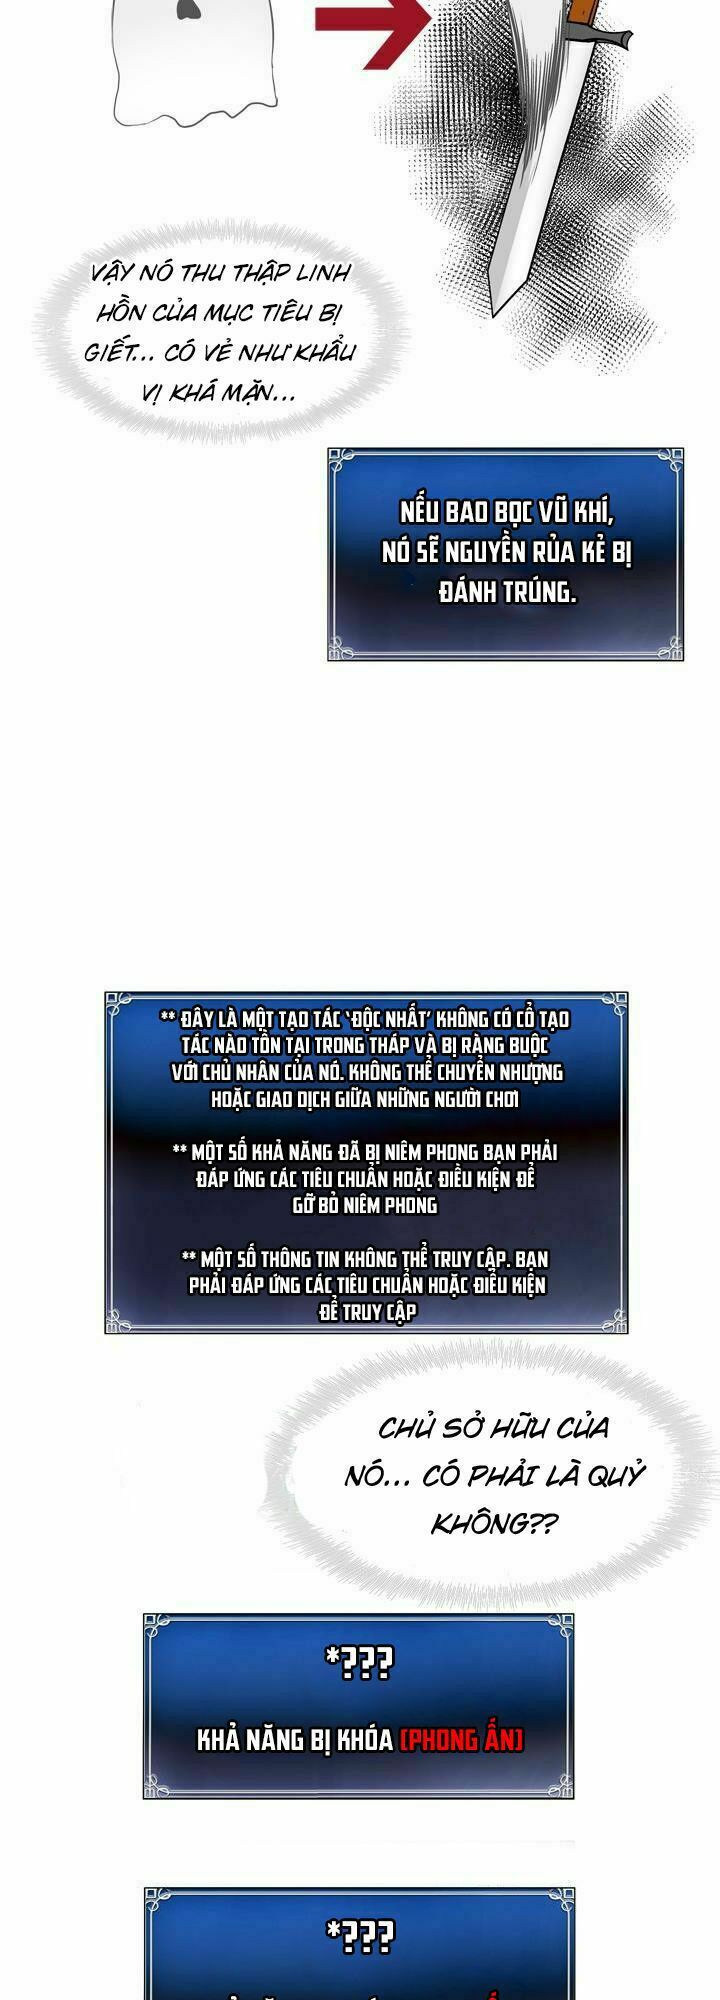 VẬY NÓ THU THẬP LINH
HỒN CỦA MỤC TIÊU BỊ
GIẾT... CÓ VẺ NHƯ KHẨU
VỊ KHÁ MẶN...
NẾU BAO BỌC VŨ KHÍ,
NÓ SẼ NGUYỀN RỦA KẺ BỊ
ĐÁNH TRÚNG.
** ĐÂY LÀ MỘT TẠO TÁC 'ĐỘC NHẤT' KHÔNG CÓ CỔ TẠO
TÁC NÀO TỒN TẠI TRONG THÁP VÀ BỊ RÀNG BUỘC
VỚI CHỦ NHÂN CỦA NÓ. KHÔNG THỂ CHUYỂN NHƯỢNG
HOẶC GIAO DỊCH GIỮA NHỮNG NGƯỜI CHƠI
** MỘT SỐ KHẢ NĂNG ĐÃ BỊ NIÊM PHONG BẠN PHẢI
ĐÁP ỨNG CÁC TIÊU CHUẨN HOẶC ĐIỀU KIỆN ĐỂ
GỠ BỎ NIÊM PHONG
** MỘT SỐ THÔNG TIN KHÔNG THỂ TRUY CẬP. BẠN
PHẢI ĐÁP ỨNG CÁC TIÊU CHUẨN HOẶC ĐIỀU KIỆN
ĐỂ TRUY CẬP
CHỦ SỞ HỮU CỦA
NÓ... CÓ PHẢI LÀ QUỶ
KHÔNG??
*???
KHẢ NĂNG BỊ KHÓA [PHONG ẤN]
*???